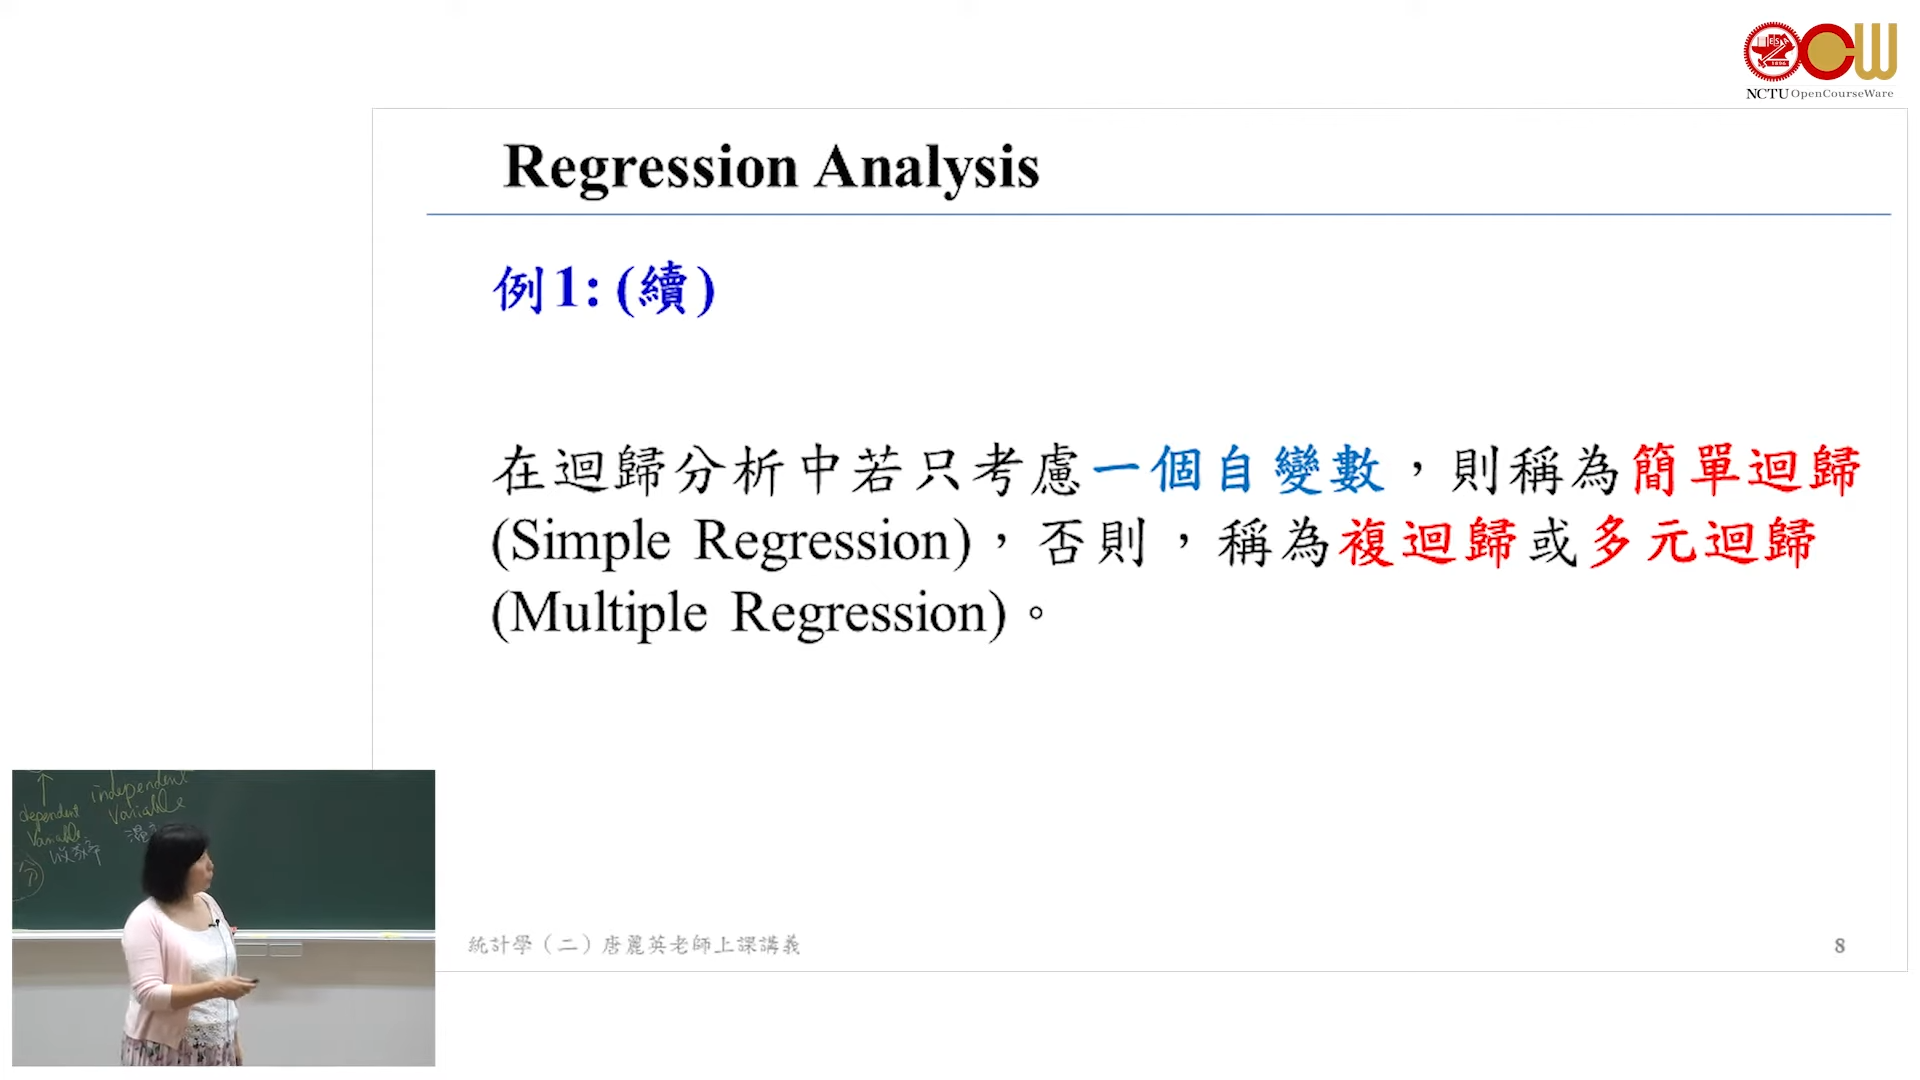 NCTU OpenCourseWare
Regression Analysis
例1: (續)
在迴歸分析中若只考慮一個自變數，則稱為簡單迴歸
(Simple Regression)，否則，稱為複迴歸或多元迴歸
(Multiple Regression)。
dependent
Variable
independent
Variable
統計學（二）唐麗英老師上課講義
8